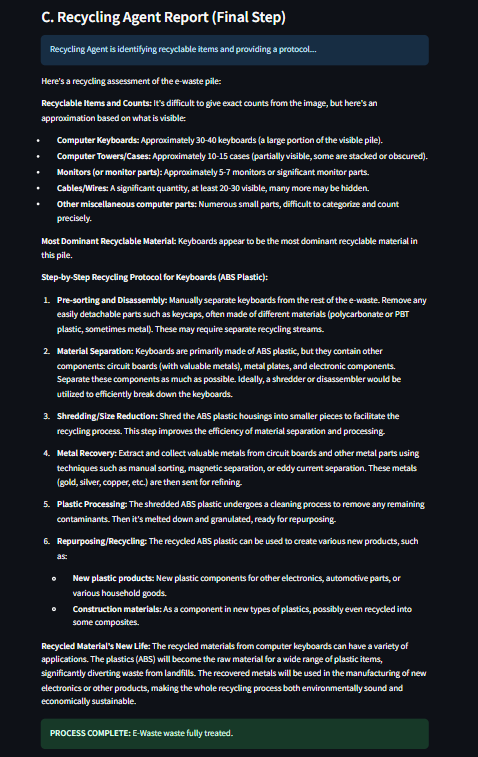 C. Recycling Agent Report (Final Step)
Recycling Agent is identifying recyclable items and providing a protocol...
Here's a recycling assessment of the e-waste pile:
Recyclable Items and Counts: It's difficult to give exact counts from the image, but here's an
approximation based on what is visible:
• Computer Keyboards: Approximately 30-40 keyboards (a large portion of the visible pile).
• Computer Towers/Cases: Approximately 10-15 cases (partially visible, some are stacked or obscured).
• Monitors (or monitor parts): Approximately 5-7 monitors or significant monitor parts.
• Cables/Wires: A significant quantity, at least 20-30 visible, many more may be hidden.
• Other miscellaneous computer parts: Numerous small parts, difficult to categorize and count
precisely.
Most Dominant Recyclable Material: Keyboards appear to be the most dominant recyclable material in
this pile.
Step-by-Step Recycling Protocol for Keyboards (ABS Plastic):
1. Pre-sorting and Disassembly: Manually separate keyboards from the rest of the e-waste. Remove any
easily detachable parts such as keycaps, often made of different materials (polycarbonate or PBT
plastic, sometimes metal). These may require separate recycling streams.
2. Material Separation: Keyboards are primarily made of ABS plastic, but they contain other
components: circuit boards (with valuable metals), metal plates, and electronic components.
Separate these components as much as possible. Ideally, a shredder or disassembler would be
utilized to efficiently break down the keyboards.
3. Shredding/Size Reduction: Shred the ABS plastic housings into smaller pieces to facilitate the
recycling process. This step improves the efficiency of material separation and processing.
4. Metal Recovery: Extract and collect valuable metals from circuit boards and other metal parts using
techniques such as manual sorting, magnetic separation, or eddy current separation. These metals
(gold, silver, copper, etc.) are then sent for refining.
5. Plastic Processing: The shredded ABS plastic undergoes a cleaning process to remove any remaining
contaminants. Then it's melted down and granulated, ready for repurposing.
6. Repurposing/Recycling: The recycled ABS plastic can be used to create various new products, such
as:
o New plastic products: New plastic components for other electronics, automotive parts, or
various household goods.
o Construction materials: As a component in new types of plastics, possibly even recycled into
some composites.
Recycled Material's New Life: The recycled materials from computer keyboards can have a variety of
applications. The plastics (ABS) will become the raw material for a wide range of plastic items,
significantly diverting waste from landfills. The recovered metals will be used in the manufacturing of new
electronics or other products, making the whole recycling process both environmentally sound and
economically sustainable.
PROCESS COMPLETE: E-Waste waste fully treated.